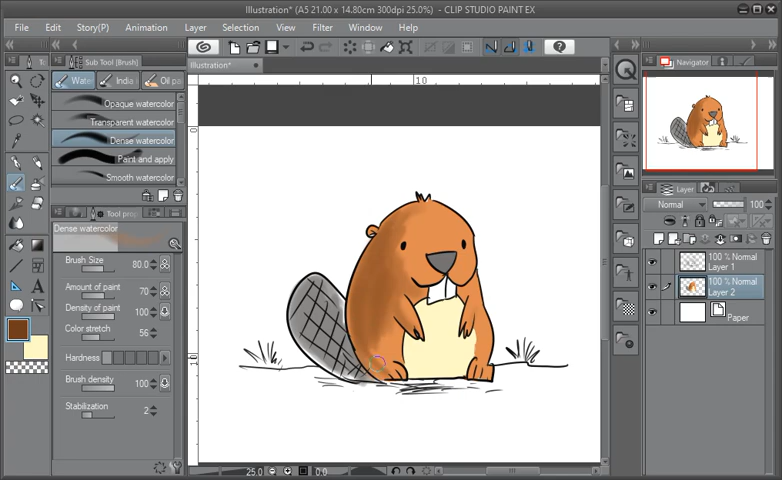 Illustration* (A5 21.00 x 14.80cm 300dpi 25.0%) - CLIP STUDIO PAINT EX
File Edit Story(P) Animation Layer Selection View Filter Window Help
Sub Tool [Brush]
India
Opaque watercolor
Transparent watercolor
Dense watercolor
Paint and apply
Smooth watercolor
Tool prop
Dense watercolor
Brush Size 80.0
Amount of paint 70
Density of paint 100
Color stretch 56
Hardness
Brush density 100
Stabilization 2
Illustration*
10
0
10
25.0
0.0
Navigator
Layer
Normal 100
100 % Normal
Layer 1
100 % Normal
Layer 2
Paper